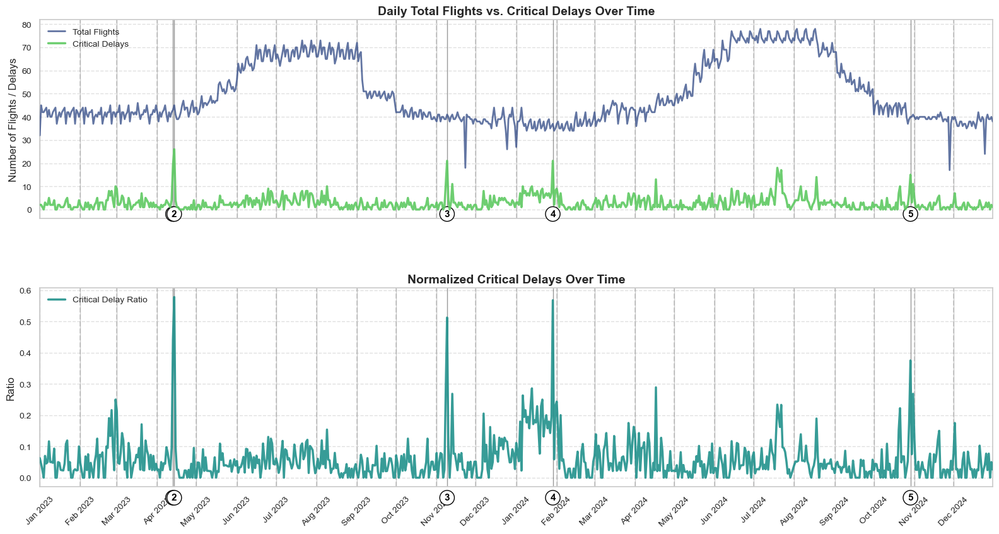 Daily Total Flights vs. Critical Delays Over Time
Number of Flights / Delays
80
70
60
50
40
30
20
10
0
Total Flights
Critical Delays
2
3
4
5
Normalized Critical Delays Over Time
Ratio
0.6
0.5
0.4
0.3
0.2
0.1
0.0
Critical Delay Ratio
2
3
4
5
Jan 2023
Feb 2023
Mar 2023
Apr 2023
May 2023
Jun 2023
Jul 2023
Aug 2023
Sep 2023
Oct 2023
Nov 2023
Dec 2023
Jan 2024
Feb 2024
Mar 2024
Apr 2024
May 2024
Jun 2024
Jul 2024
Aug 2024
Sep 2024
Oct 2024
Nov 2024
Dec 2024